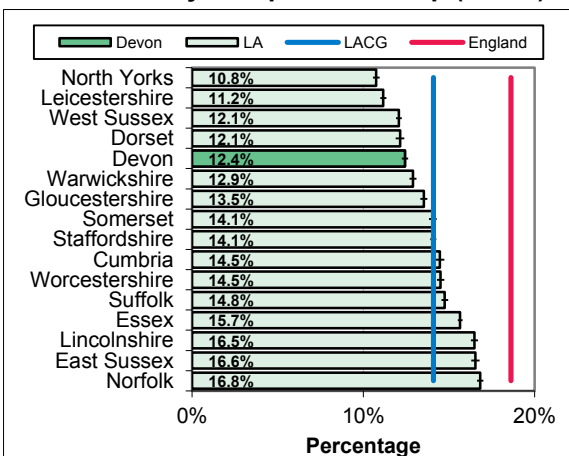 Devon LA LACG England
North Yorks 10.8%
Leicestershire 11.2%
West Sussex 12.1%
Dorset 12.1%
Devon 12.4%
Warwickshire 12.9%
Gloucestershire 13.5%
Somerset 14.1%
Staffordshire 14.1%
Cumbria 14.5%
Worcestershire 14.5%
Suffolk 14.8%
Essex 15.7%
Lincolnshire 16.5%
East Sussex 16.6%
Norfolk 16.8%
0% 10% 20%
Percentage